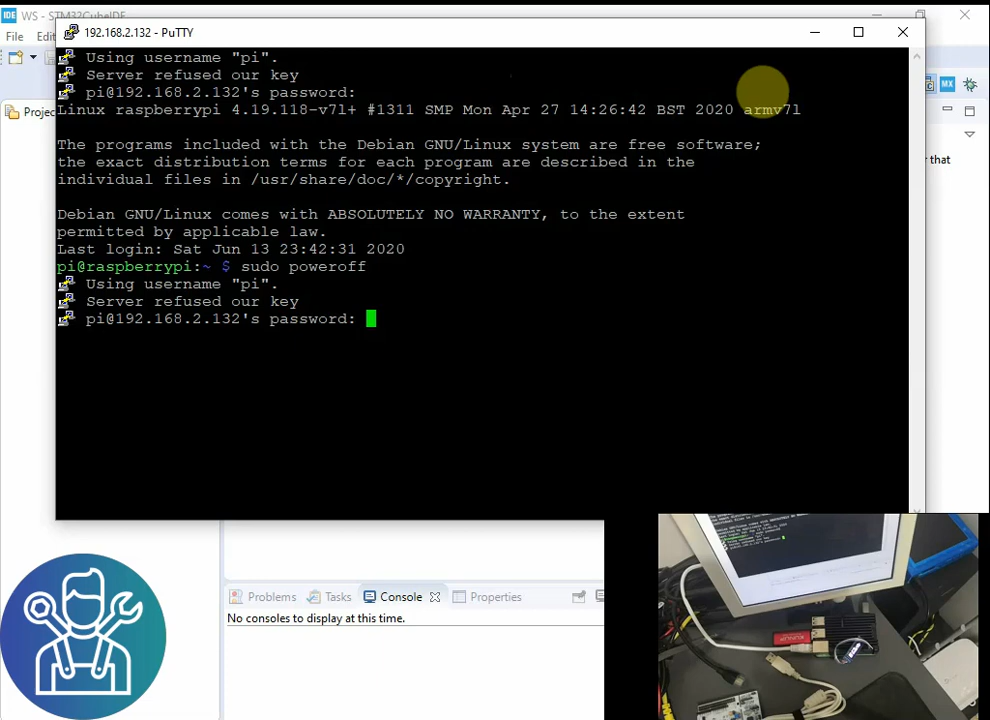 IDE WS - STM32CubeIDE
192.168.2.132 - PuTTY
File Edi
Using username "pi".
Server refused our key
pi@192.168.2.132's password:
Linux raspberrypi 4.19.118-v7l+ #1311 SMP Mon Apr 27 14:26:42 BST 2020 armv7l
The programs included with the Debian GNU/Linux system are free software;
the exact distribution terms for each program are described in the
individual files in /usr/share/doc/*/copyright.
Debian GNU/Linux comes with ABSOLUTELY NO WARRANTY, to the extent
permitted by applicable law.
Last login: Sat Jun 13 23:42:31 2020
pi@raspberrypi:~ $ sudo poweroff
Using username "pi".
Server refused our key
pi@192.168.2.132's password:
Projec
MX
that
Problems Tasks Console Properties
No consoles to display at this time.